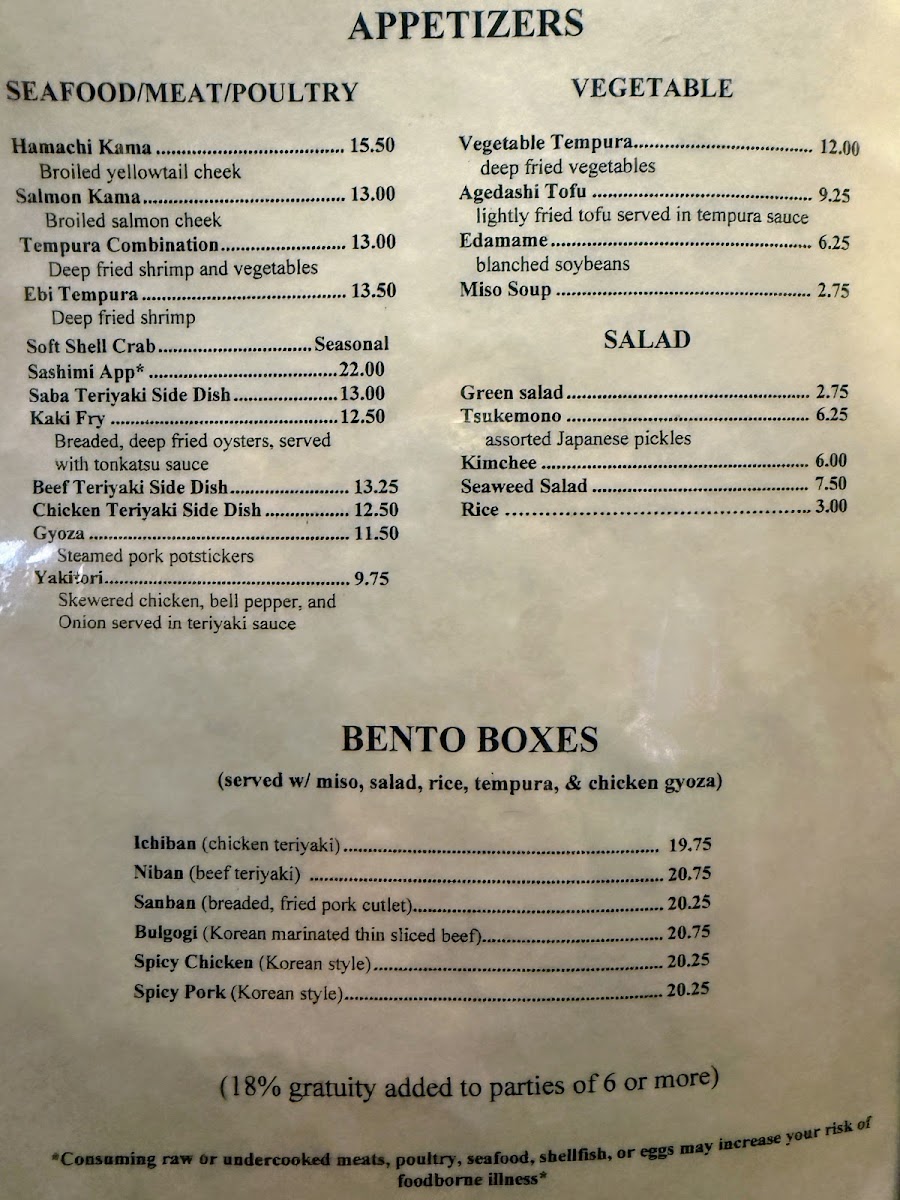 APPETIZERS
SEAFOOD/MEAT/POULTRY
Hamachi Kama ........................................ 15.50
Broiled yellowtail cheek
Salmon Kama........................................ 13.00
Broiled salmon cheek
Tempura Combination......................... 13.00
Deep fried shrimp and vegetables
Ebi Tempura ........................................ 13.50
Deep fried shrimp
Soft Shell Crab...............................Seasonal
Sashimi App* .....................................22.00
Saba Teriyaki Side Dish.....................13.00
Kaki Fry .............................................12.50
Breaded, deep fried oysters, served
with tonkatsu sauce
Beef Teriyaki Side Dish....................... 13.25
Chicken Teriyaki Side Dish ................ 12.50
Gyoza ................................................... 11.50
Steamed pork potstickers
Yakitori................................................ 9.75
Skewered chicken, bell pepper, and
Onion served in teriyaki sauce
VEGETABLE
Vegetable Tempura................................... 12.00
deep fried vegetables
Agedashi Tofu ........................................... 9.25
lightly fried tofu served in tempura sauce
Edamame................................................... 6.25
blanched soybeans
Miso Soup .................................................. 2.75
SALAD
Green salad................................................ 2.75
Tsukemono ................................................ 6.25
assorted Japanese pickles
Kimchee .................................................... 6.00
Seaweed Salad .......................................... 7.50
Rice ........................................................ 3.00
BENTO BOXES
(served w/ miso, salad, rice, tempura, & chicken gyoza)
Ichiban (chicken teriyaki)............................................................... 19.75
Niban (beef teriyaki) ..................................................................... 20.75
Sanban (breaded, fried pork cutlet)................................................. 20.25
Bulgogi (Korean marinated thin sliced beef).................................... 20.75
Spicy Chicken (Korean style).......................................................... 20.25
Spicy Pork (Korean style)............................................................... 20.25
(18% gratuity added to parties of 6 or more)
*Consuming raw or undercooked meats, poultry, seafood, shellfish, or eggs may increase your risk of
foodborne illness*